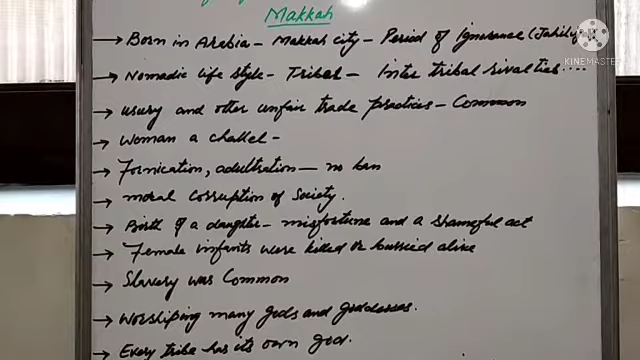 Makkah
→ Born in Arabia – Makkah city – Period of Ignorance (Jahiliya
KINEMASTER
→ Nomadic life style – Tribal – Inter tribal rivalties....
→ usury and other unfair trade practices – Common
→ Woman a chattel –
→ Fornication, adultration – no ban
→ moral corruption of society.
→ Birth of a daughter – misfortune and a shameful act
→ Female infants were killed or burried alive
→ Slavery was Common
→ Worshiping many gods and goddesses.
→ Every tribe has its own god.